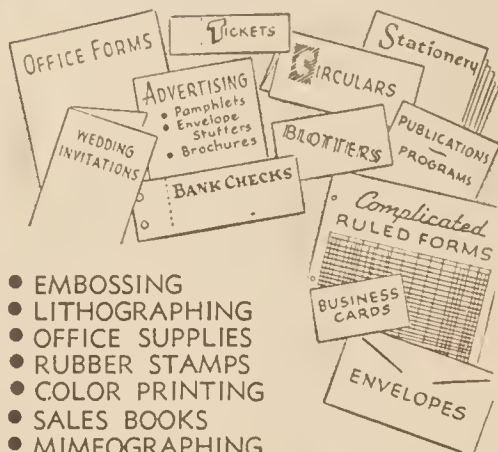 OFFICE FORMS
TICKETS
Stationery
CIRCULARS
ADVERTISING
• Pamphlets
• Envelope
Stuffers
• Brochures
BLOTTERS
PUBLICATIONS
—
PROGRAMS
WEDDING
INVITATIONS
BANK CHECKS
Complicated
RULED FORMS
BUSINESS
CARDS
ENVELOPES
• EMBOSSING
• LITHOGRAPHING
• OFFICE SUPPLIES
• RUBBER STAMPS
• COLOR PRINTING
• SALES BOOKS
• MIMEOGRAPHING